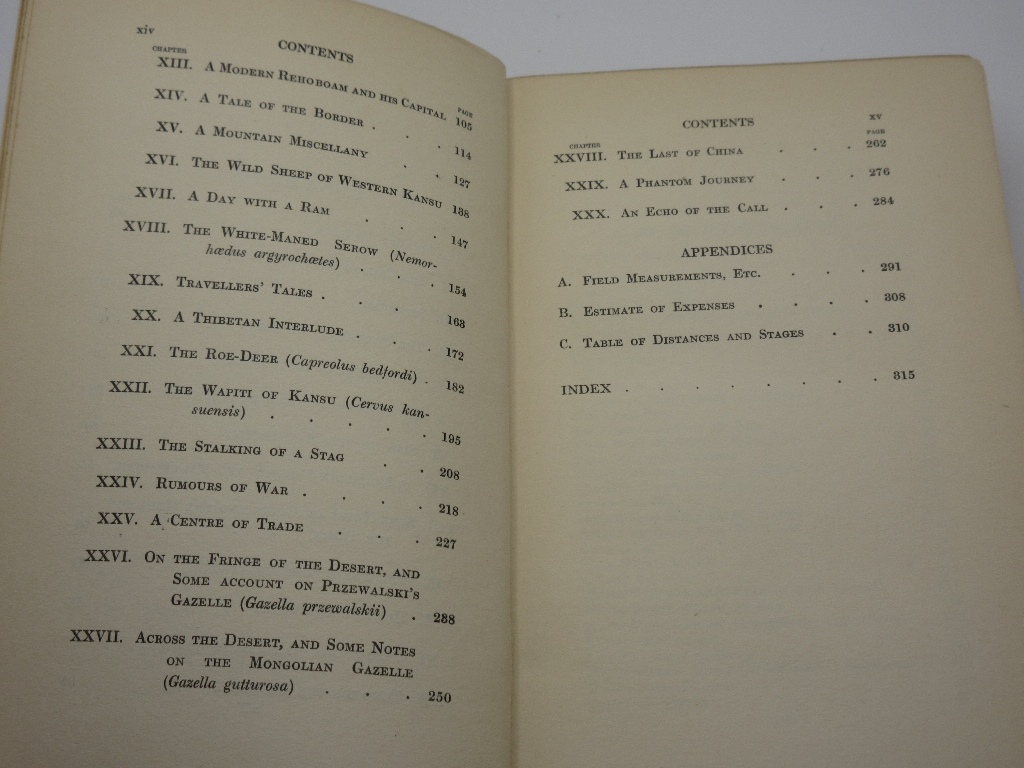 xiv
CONTENTS
CHAPTER
PAGE
XIII. A MODERN REHOBOAM AND HIS CAPITAL 105
XIV. A TALE OF THE BORDER . . . 114
XV. A MOUNTAIN MISCELLANY . . 127
XVI. THE WILD SHEEP OF WESTERN KANSU 138
XVII. A DAY WITH A RAM . . . 147
XVIII. THE WHITE-MANED SEROW (Nemor-
hædus argyrochætes) . . . 154
XIX. TRAVELLERS' TALES . . . 163
XX. A THIBETAN INTERLUDE . . . 172
XXI. THE ROE-DEER (Capreolus bedfordi) . 182
XXII. THE WAPITI OF KANSU (Cervus kan-
suensis) . . . . . 195
XXIII. THE STALKING OF A STAG . . 208
XXIV. RUMOURS OF WAR . . . . 218
XXV. A CENTRE OF TRADE . . . 227
XXVI. ON THE FRINGE OF THE DESERT, AND
SOME ACCOUNT ON PRZEWALSKI'S
GAZELLE (Gazella przewalskii) . 238
XXVII. ACROSS THE DESERT, AND SOME NOTES
ON THE MONGOLIAN GAZELLE
(Gazella gutturosa) . . . 250
CONTENTS
xv
CHAPTER
PAGE
XXVIII. THE LAST OF CHINA . . . 262
XXIX. A PHANTOM JOURNEY . . . 276
XXX. AN ECHO OF THE CALL . . . 284
APPENDICES
A. FIELD MEASUREMENTS, ETC. . . . 291
B. ESTIMATE OF EXPENSES . . . . 308
C. TABLE OF DISTANCES AND STAGES . . 310
INDEX . . . . . . . . 315